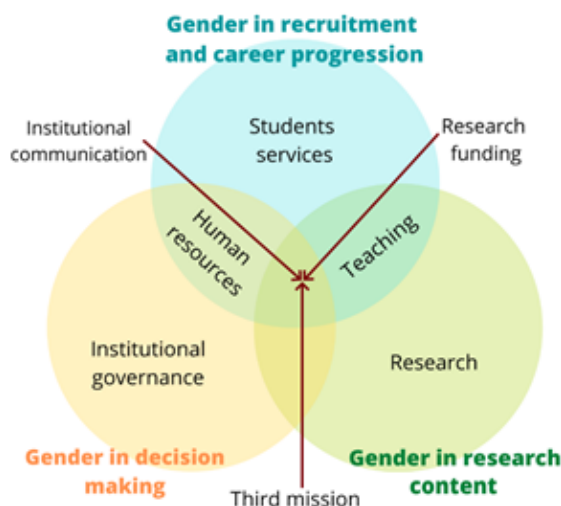 Gender in recruitment
and career progression
Institutional
communication
Students
services
Research
funding
Human
resources
Teaching
Institutional
governance
Research
Gender in decision
making
Gender in research
content
Third mission